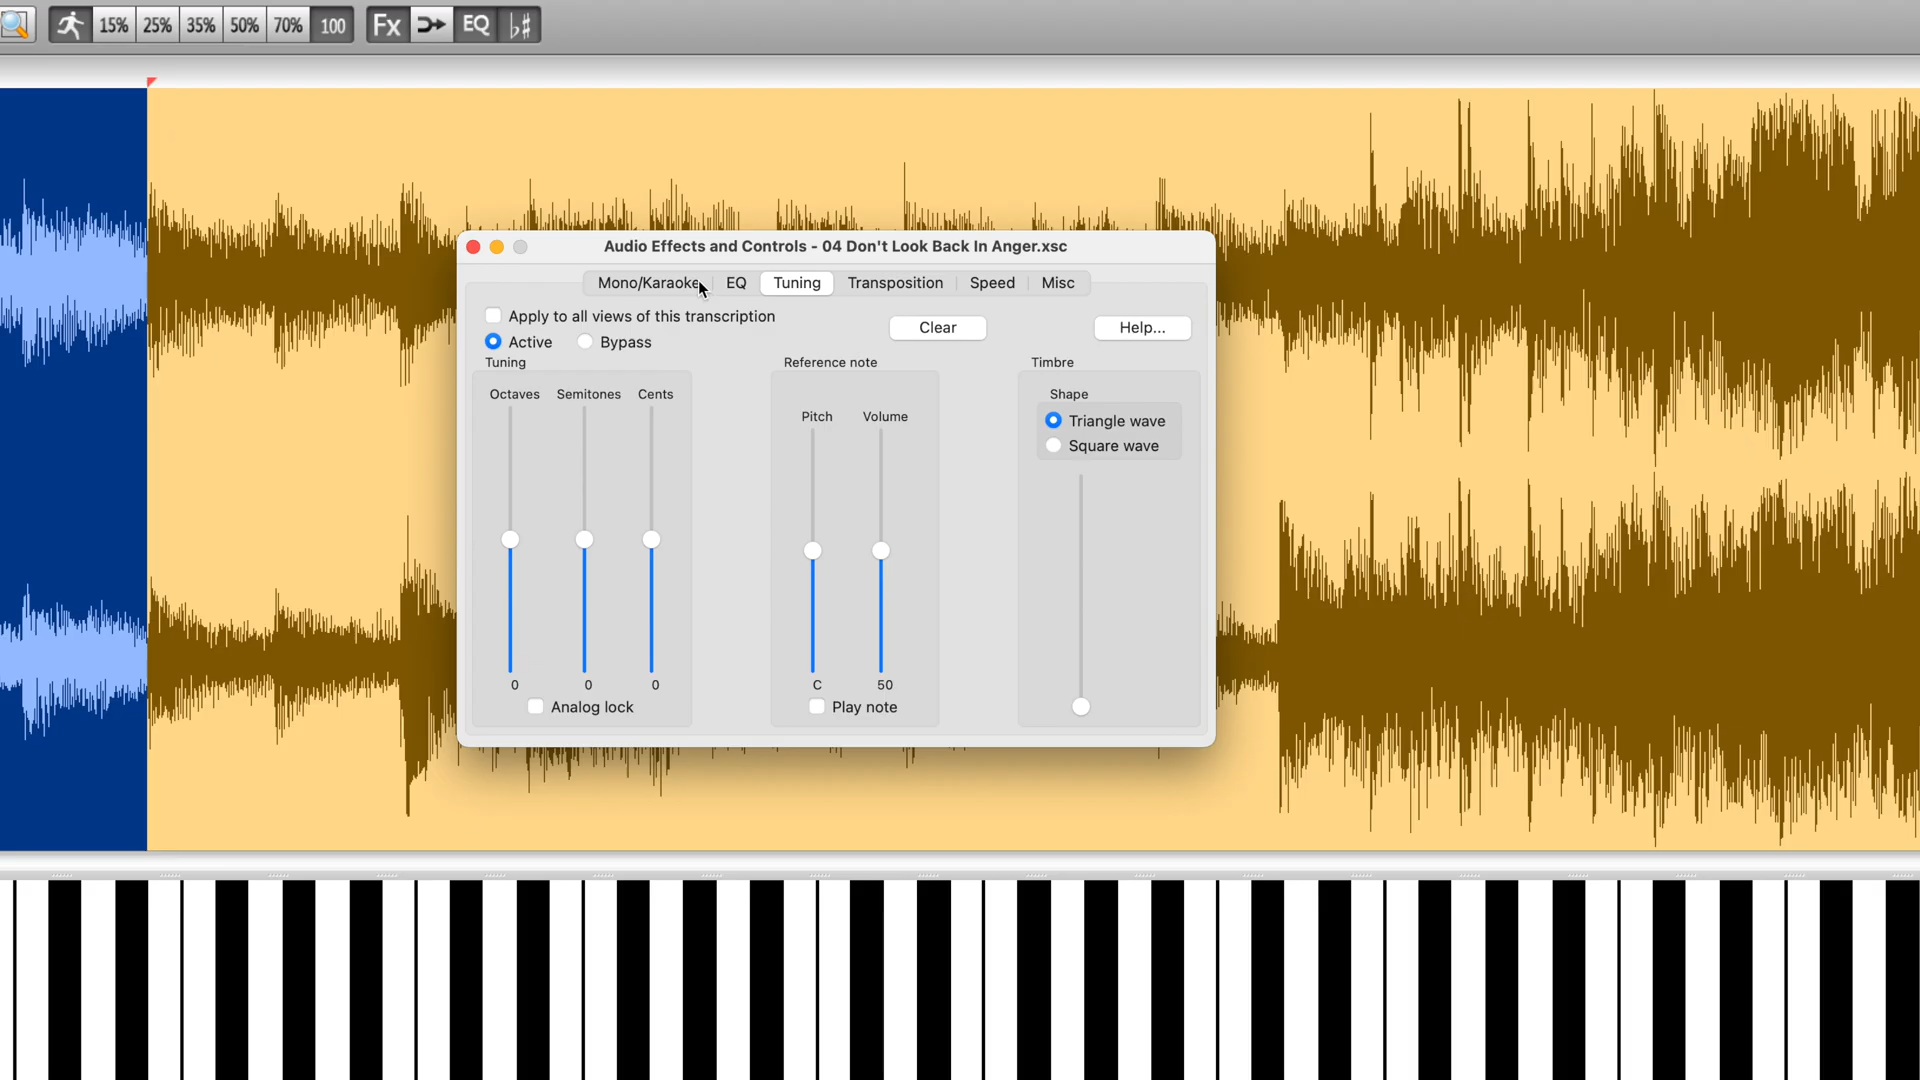 15% 25% 35% 50% 70% 100 Fx EQ ♭♯
Audio Effects and Controls - 04 Don't Look Back In Anger.xsc
Mono/Karaoke EQ Tuning Transposition Speed Misc
Apply to all views of this transcription
Clear Help...
Active Bypass
Tuning Reference note Timbre
Octaves Semitones Cents Shape
Pitch Volume
Triangle wave
Square wave
0 0 0 C 50
Analog lock Play note